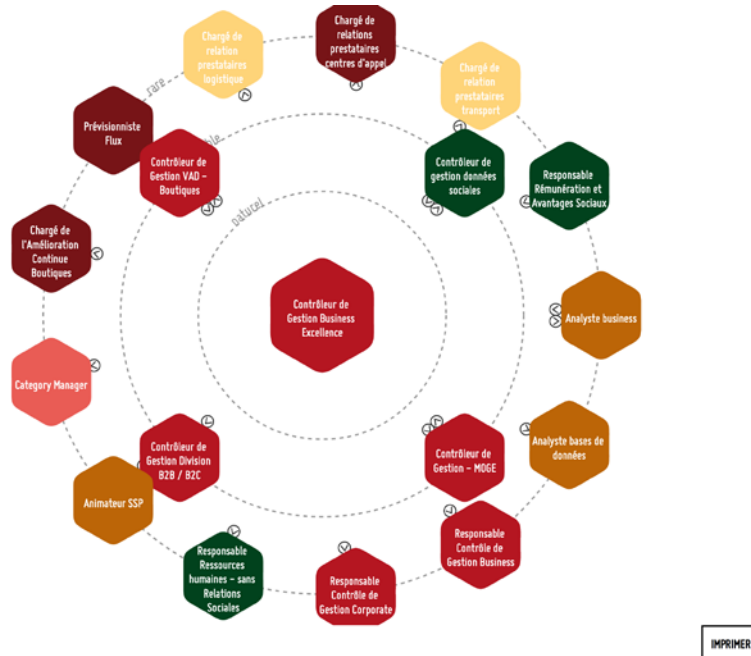 Chargé de
relations
prestataires
centres d'appel
Chargé de
relation
prestataires
logistique
Chargé de
relation
prestataires
transport
rare
Prévisionniste
Flux
ble
Contrôleur de
Gestion VAD –
Boutiques
Contrôleur de
gestion données
sociales
Responsable
Rémunération et
Avantages Sociaux
naturel
Chargé de
l'Amélioration
Continue
Boutiques
Contrôleur de
Gestion Business
Excellence
Analyste business
Category Manager
Contrôleur de
Gestion Division
B2B / B2C
Contrôleur de
Gestion – MDGE
Analyste bases de
données
Animateur SSP
Responsable
Contrôle de
Gestion Business
Responsable
Ressources
humaines – sans
Relations
Sociales
Responsable
Contrôle de
Gestion Corporate
IMPRIMER